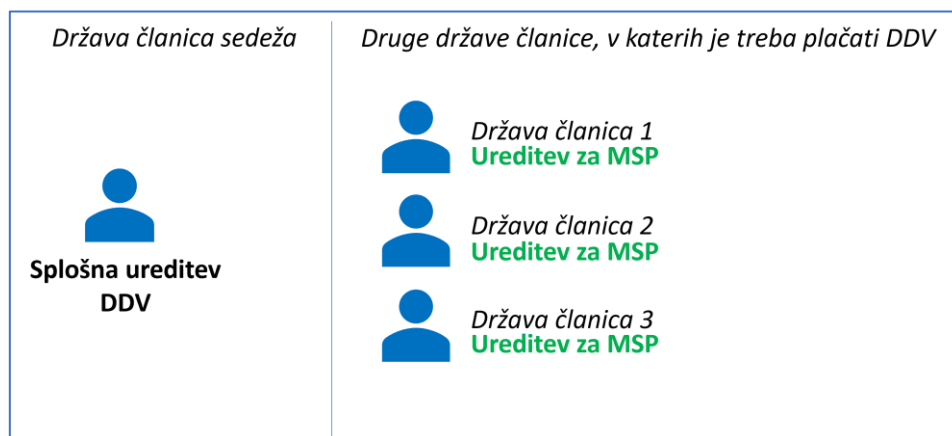 Država članica sedeža
Druge države članice, v katerih je treba plačati DDV
Splošna ureditev
DDV
Država članica 1
Ureditev za MSP
Država članica 2
Ureditev za MSP
Država članica 3
Ureditev za MSP